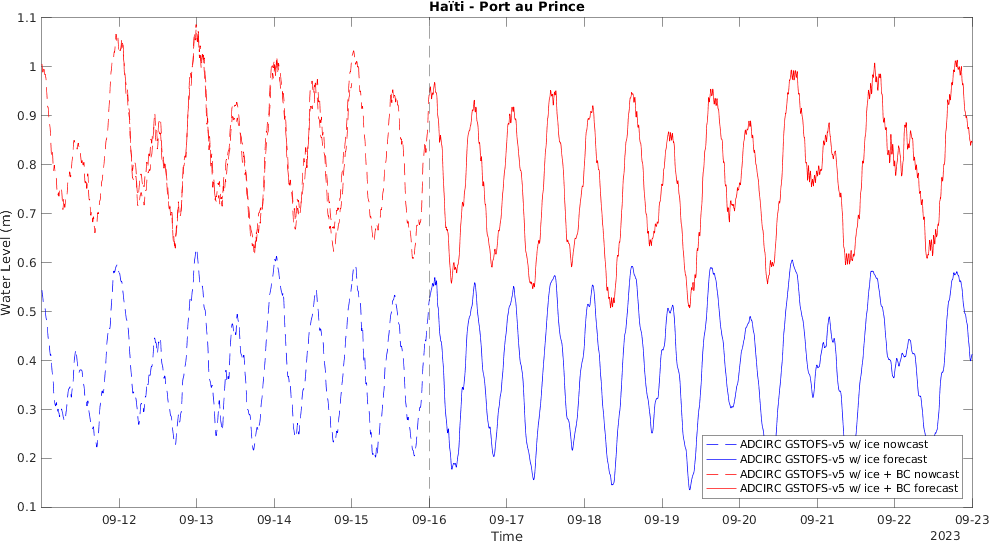 Haïti - Port au Prince
1.1
1
0.9
0.8
0.7
0.6
0.5
0.4
0.3
0.2
0.1
Water Level (m)
ADCIRC GSTOFS-v5 w/ ice nowcast
ADCIRC GSTOFS-v5 w/ ice forecast
ADCIRC GSTOFS-v5 w/ ice + BC nowcast
ADCIRC GSTOFS-v5 w/ ice + BC forecast
09-12 09-13 09-14 09-15 09-16 09-17 09-18 09-19 09-20 09-21 09-22 09-23
Time
2023